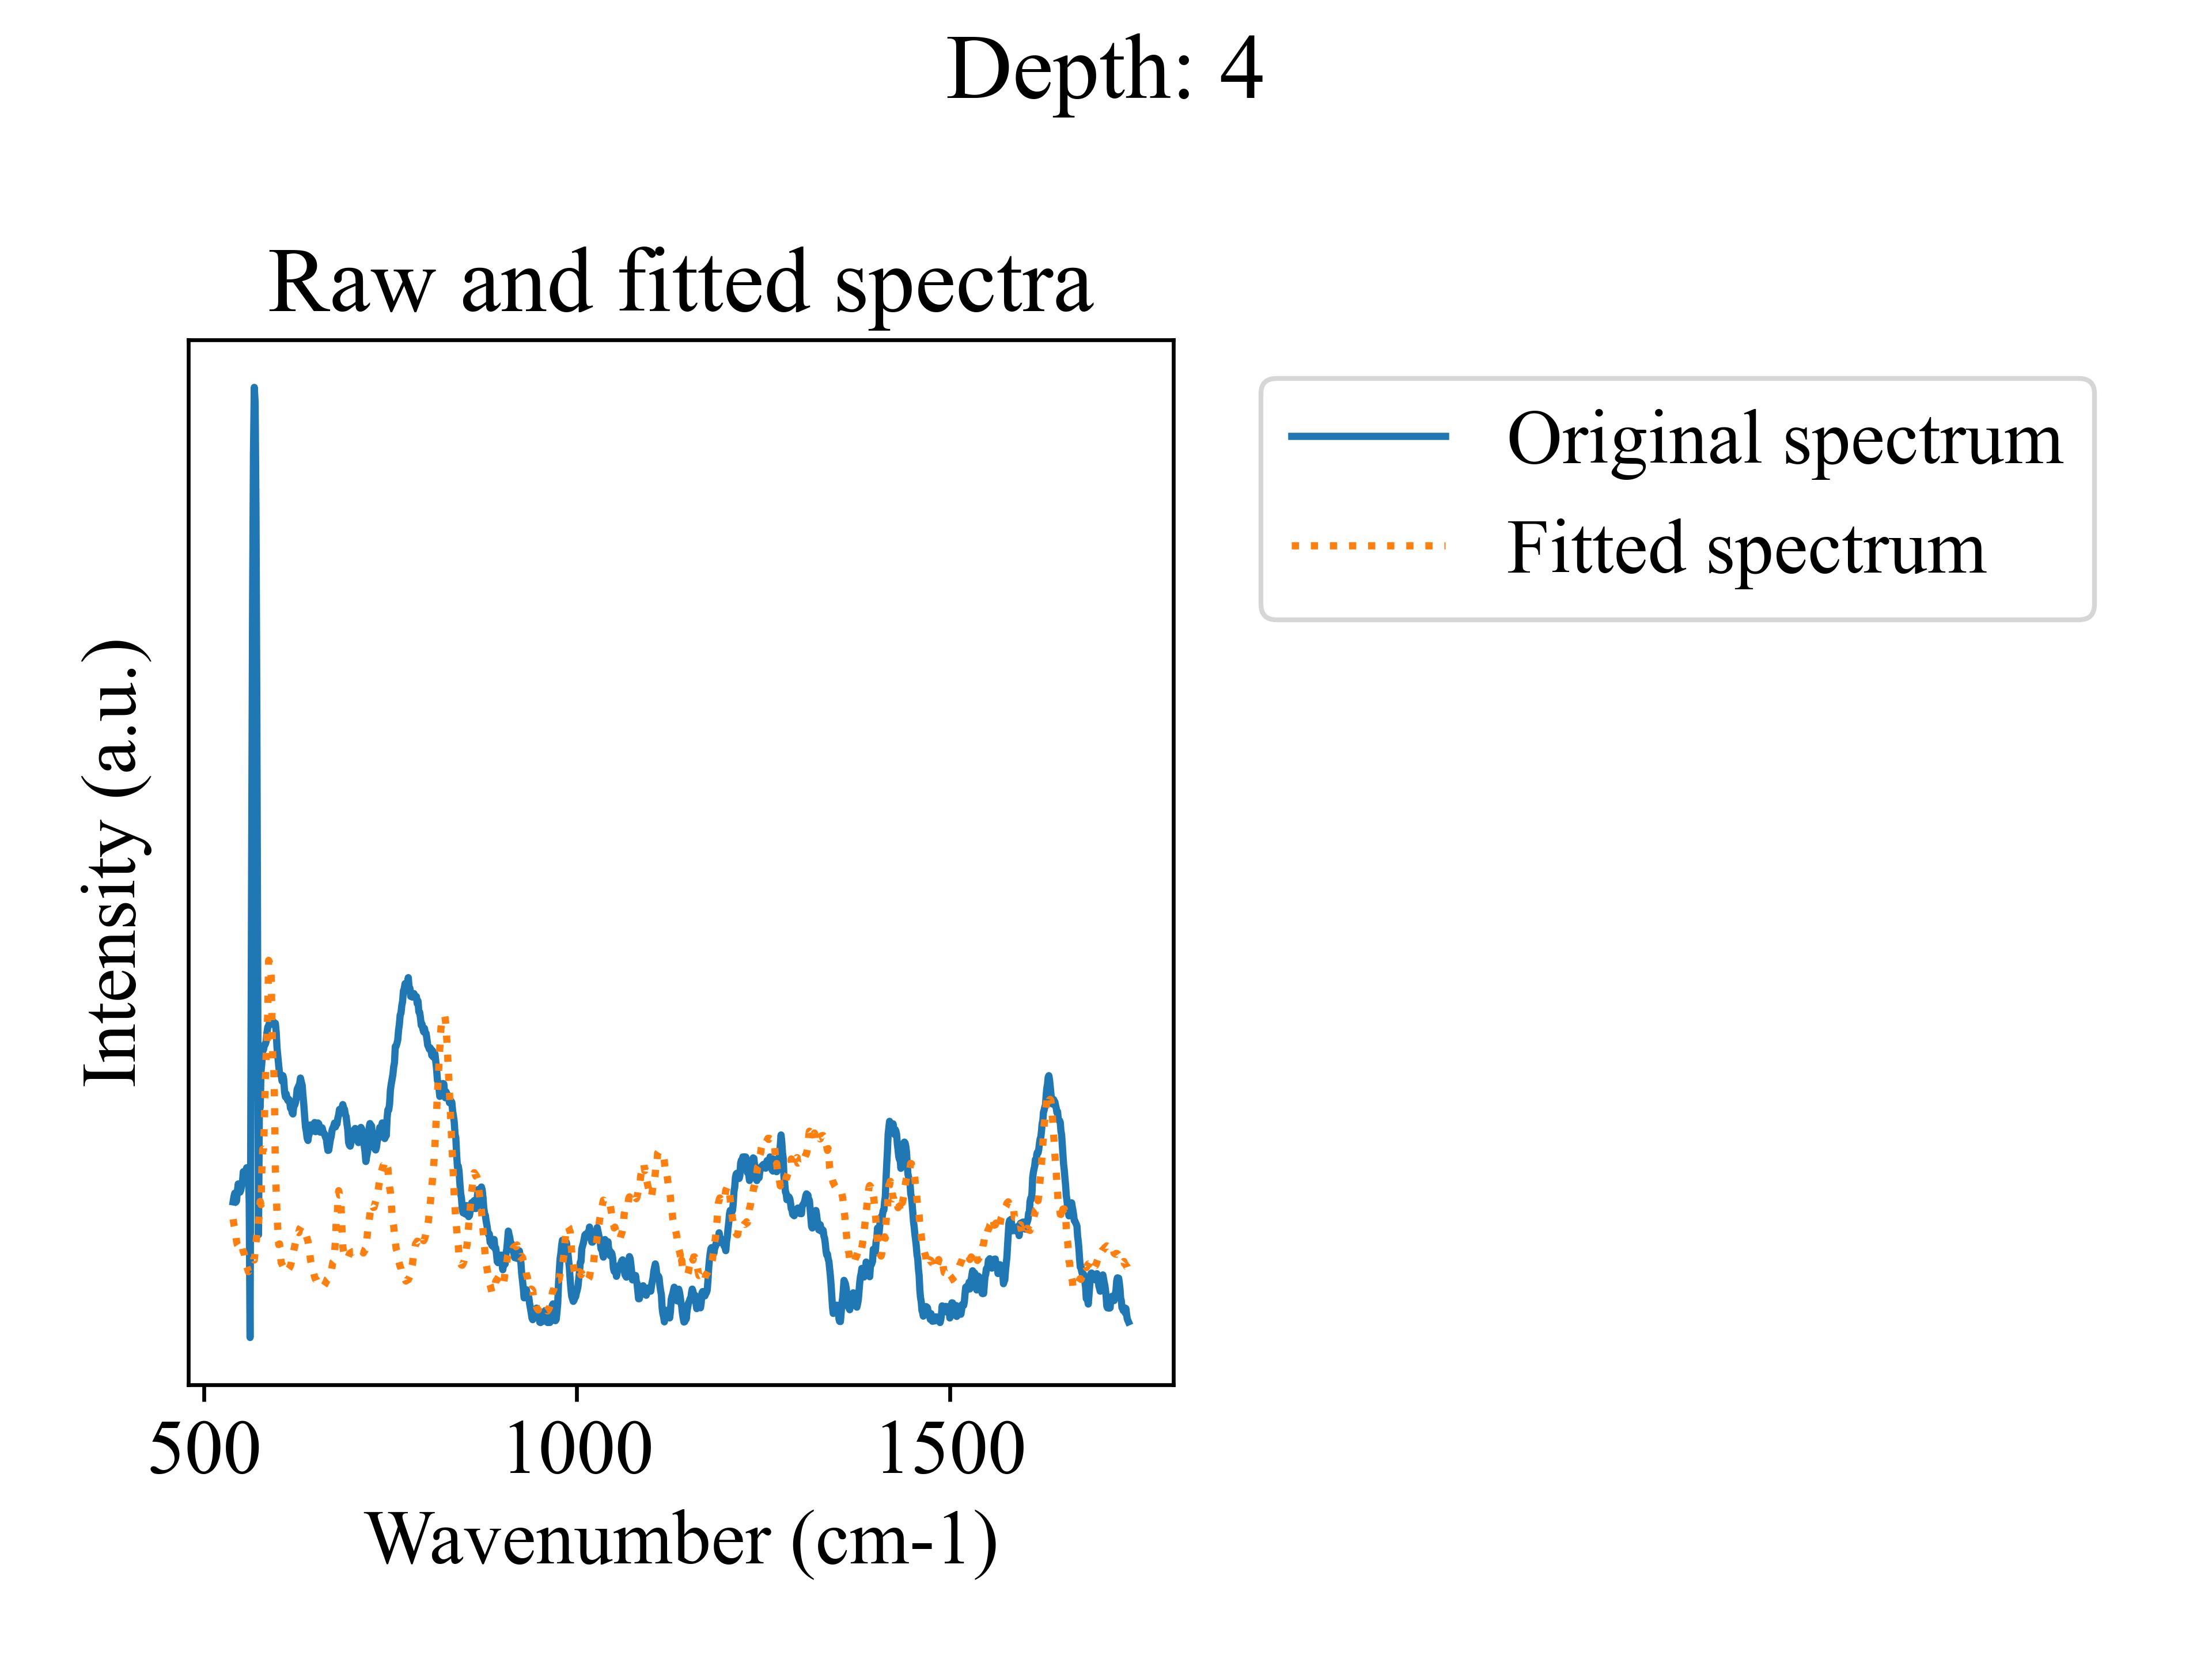 Depth: 4
Raw and fitted spectra
Original spectrum
Fitted spectrum
Intensity (a.u.)
500 1000 1500
Wavenumber (cm-1)